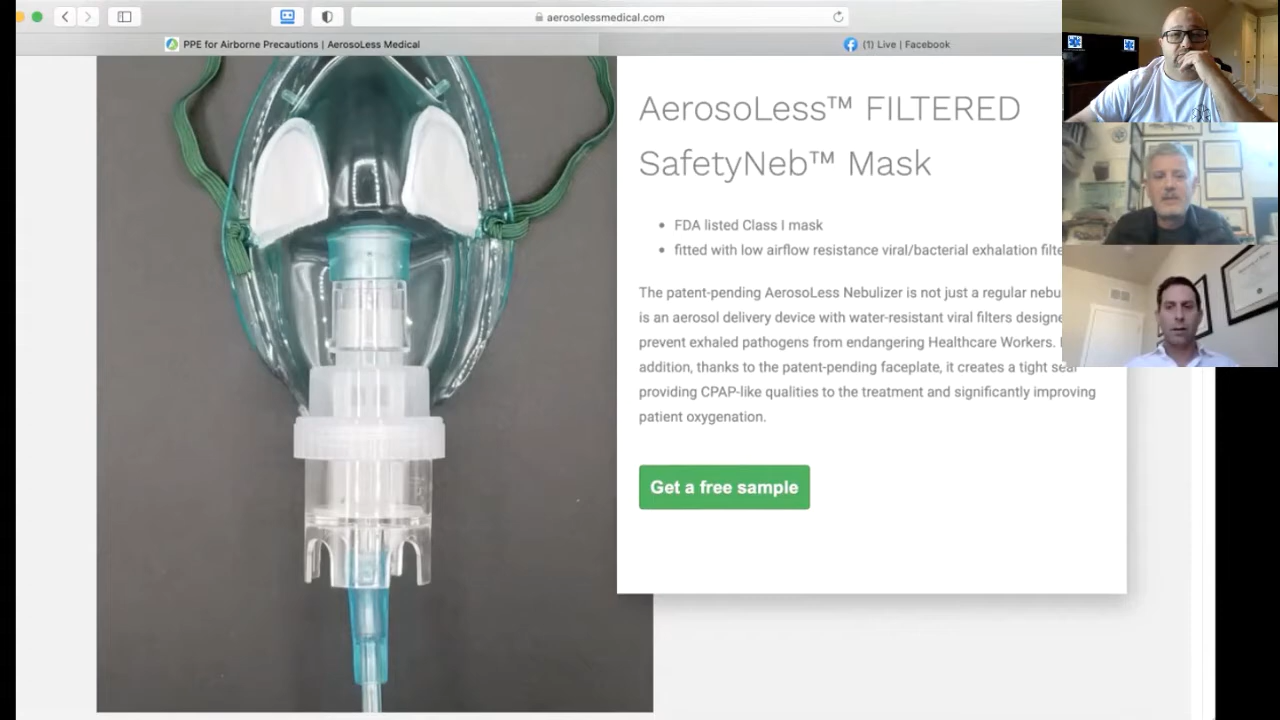 aerosolessmedical.com
PPE for Airborne Precautions | AerosoLess Medical
(1) Live | Facebook
AerosoLess™ FILTERED
SafetyNeb™ Mask
• FDA listed Class I mask
• fitted with low airflow resistance viral/bacterial exhalation
The patent-pending AerosoLess Nebulizer is not just a regular
is an aerosol delivery device with water-resistant viral filters
prevent exhaled pathogens from endangering Healthcare Workers.
addition, thanks to the patent-pending faceplate, it creates a tight seal
providing CPAP-like qualities to the treatment and significantly improving
patient oxygenation.
Get a free sample